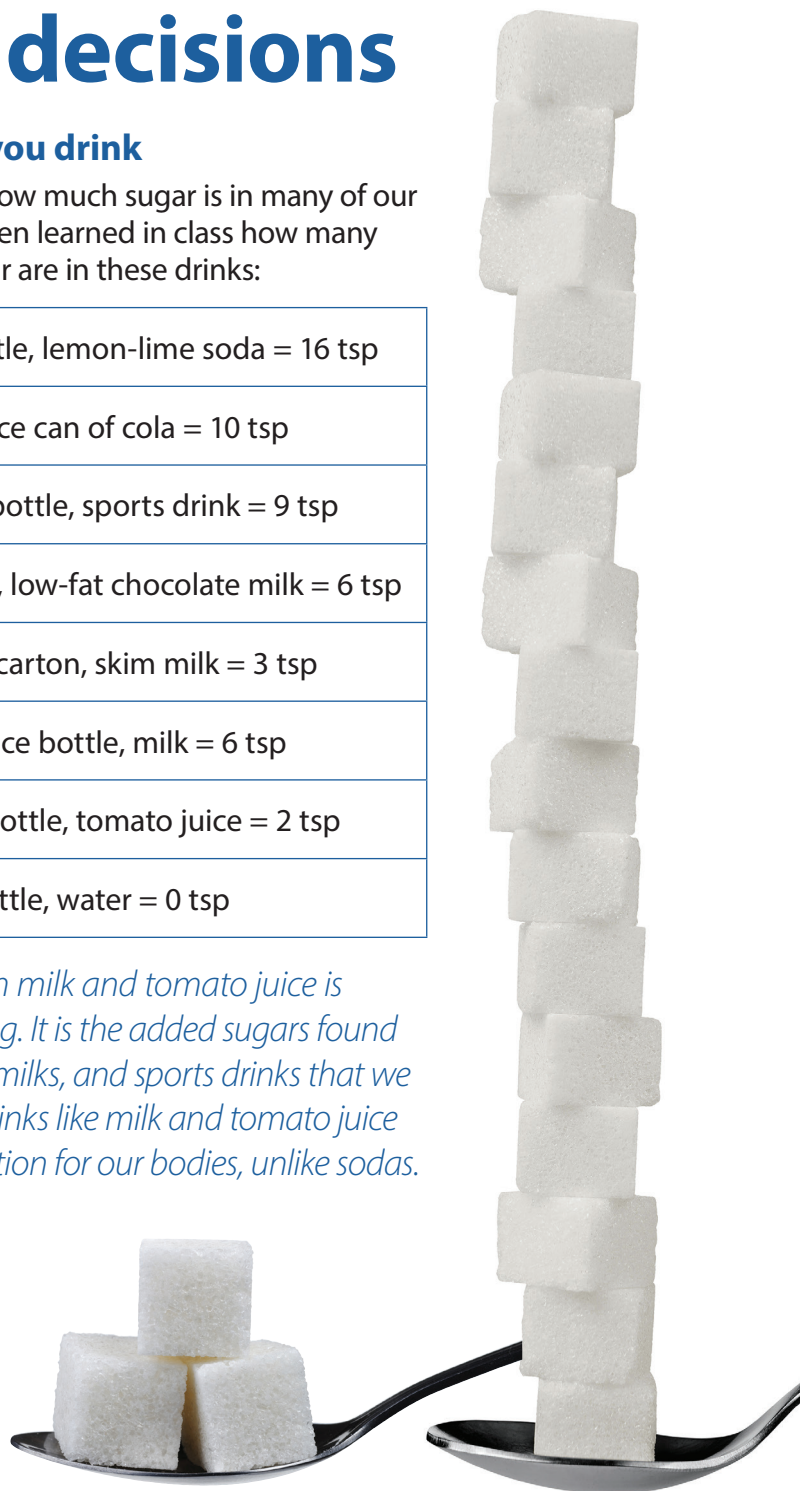 decisions
you drink
ow much sugar is in many of our
en learned in class how many
r are in these drinks:
tle, lemon-lime soda = 16 tsp
ce can of cola = 10 tsp
bottle, sports drink = 9 tsp
, low-fat chocolate milk = 6 tsp
carton, skim milk = 3 tsp
ce bottle, milk = 6 tsp
ottle, tomato juice = 2 tsp
ttle, water = 0 tsp
n milk and tomato juice is
g. It is the added sugars found
milks, and sports drinks that we
inks like milk and tomato juice
tion for our bodies, unlike sodas.